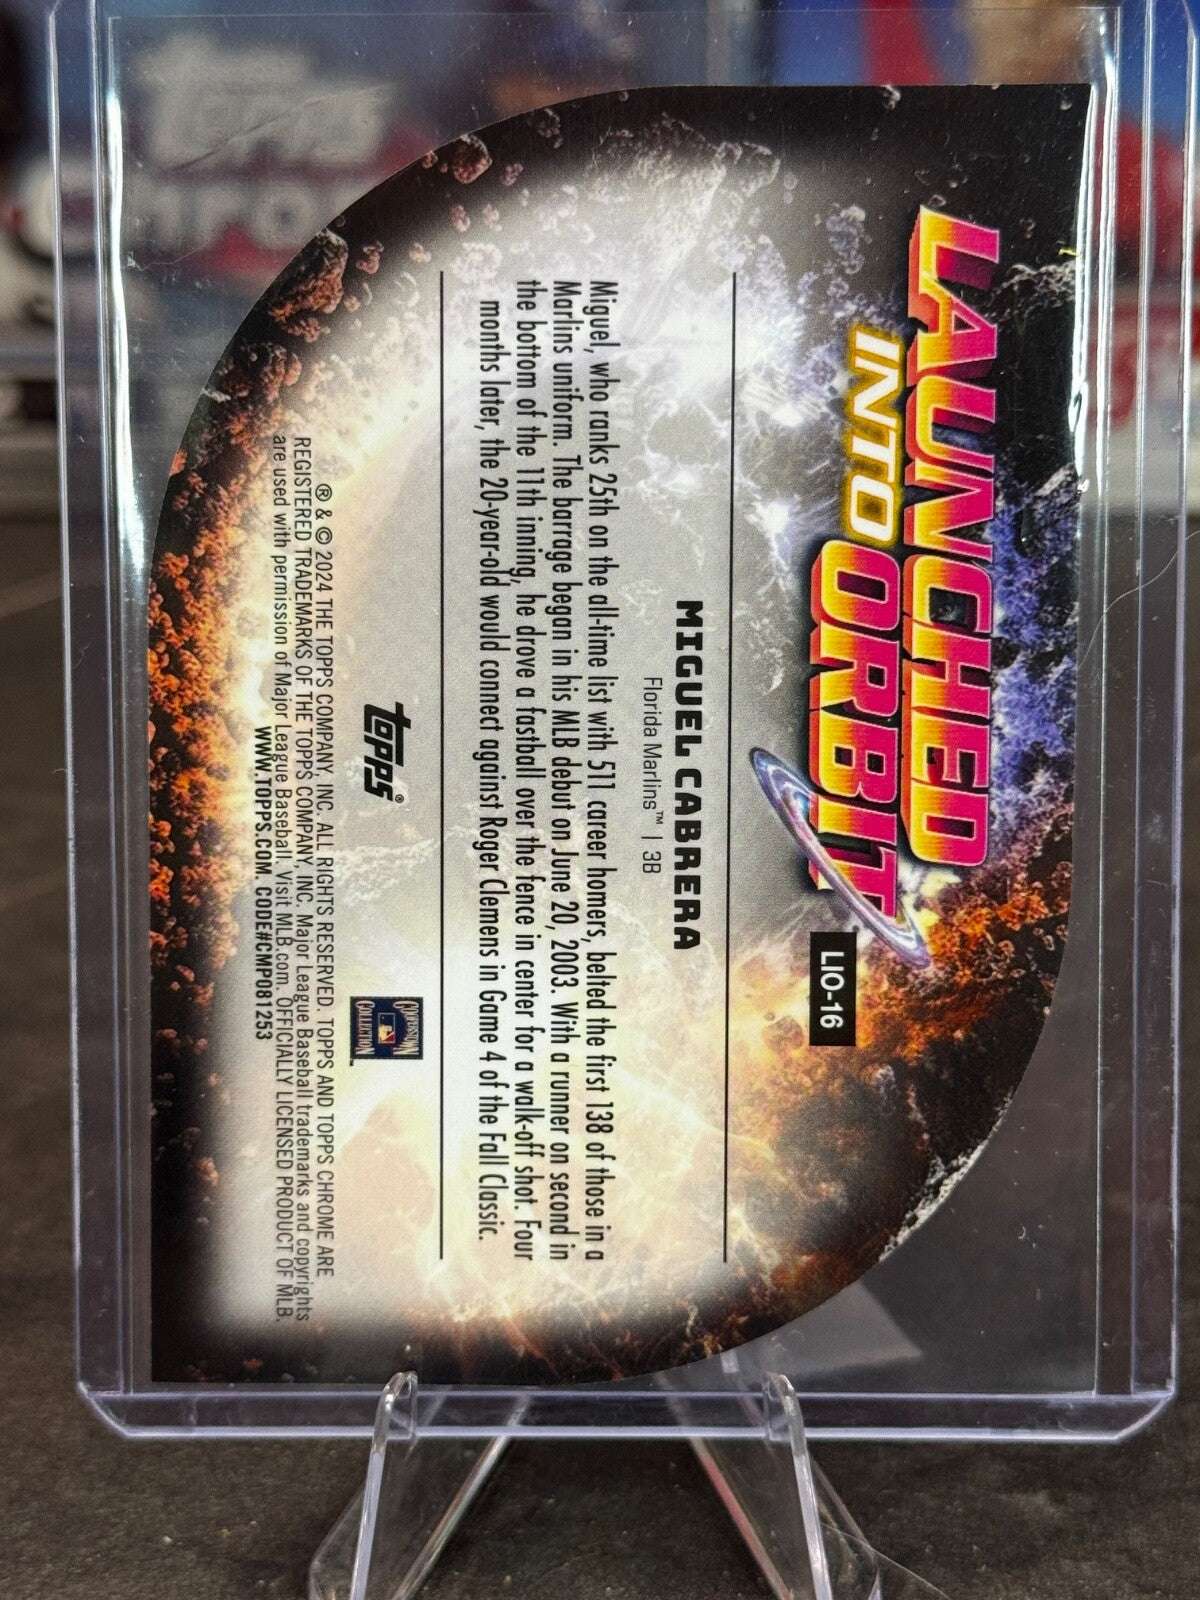 LAUNCHED
INTO ORBIT
LIO-16
MIGUEL CABRERA
Florida Marlins™ | 3B
Miguel, who ranks 25th on the all-time list with 511 career homers, belted the first 138 of those in a
Marlins uniform. The barrage began in his MLB debut on June 20, 2003. With a runner on second in
the bottom of the 11th inning, he drove a fastball over the fence in center for a walk-off shot. Four
months later, the 20-year-old would connect against Roger Clemens in Game 4 of the Fall Classic.
topps®
COOPERSTOWN
COLLECTION™
® & © 2024 THE TOPPS COMPANY, INC. ALL RIGHTS RESERVED. TOPPS AND TOPPS CHROME ARE
REGISTERED TRADEMARKS OF THE TOPPS COMPANY, INC. Major League Baseball trademarks and copyrights
are used with permission of Major League Baseball. Visit MLB.com. OFFICIALLY LICENSED PRODUCT OF MLB.
WWW.TOPPS.COM CODE#CMP081253
Topps
Chro